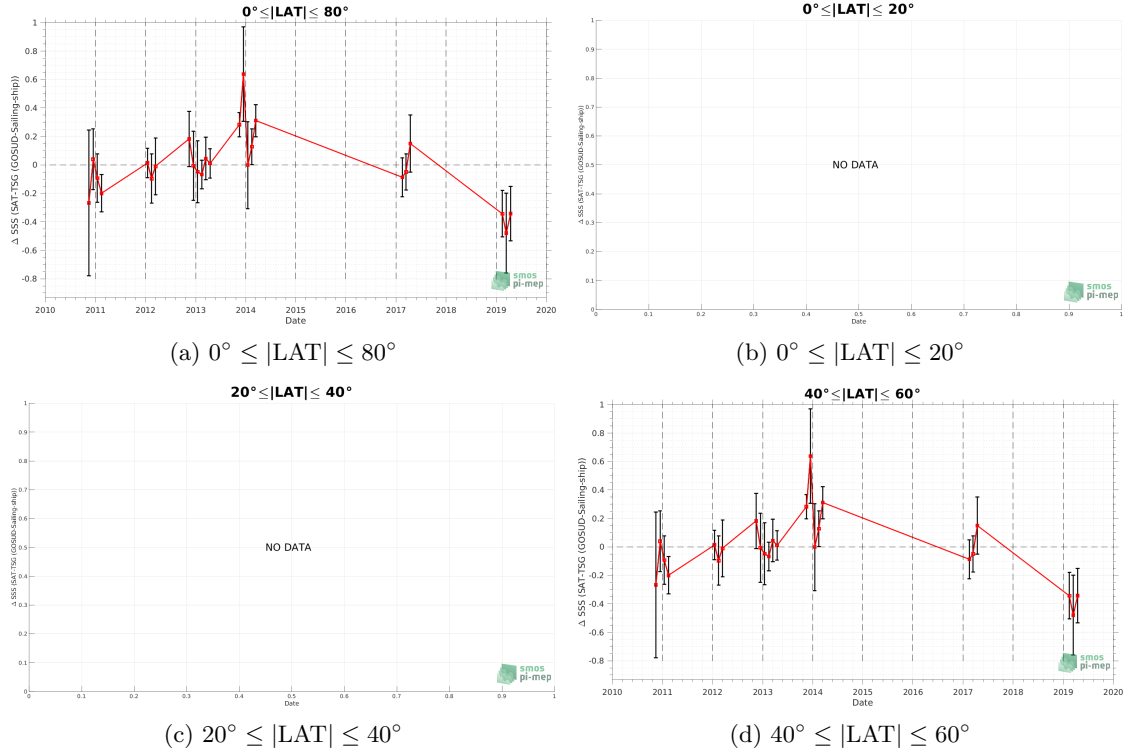 0°≤|LAT|≤ 80°
1
0.8
0.6
0.4
0.2
0
-0.2
-0.4
-0.6
-0.8
Δ SSS (SAT-TSG (GOSUD-Sailing-ship))
smos
pi-mep
2010 2011 2012 2013 2014 2015 2016 2017 2018 2019 2020
Date
(a) 0° ≤ |LAT| ≤ 80°
0°≤|LAT|≤ 20°
1
0.9
0.8
0.7
0.6
0.5
0.4
0.3
0.2
0.1
0
Δ SSS (SAT-TSG (GOSUD-Sailing-ship))
NO DATA
smos
pi-mep
0 0.1 0.2 0.3 0.4 0.5 0.6 0.7 0.8 0.9 1
Date
(b) 0° ≤ |LAT| ≤ 20°
20°≤|LAT|≤ 40°
1
0.9
0.8
0.7
0.6
0.5
0.4
0.3
0.2
0.1
0
Δ SSS (SAT-TSG (GOSUD-Sailing-ship))
NO DATA
smos
pi-mep
0 0.1 0.2 0.3 0.4 0.5 0.6 0.7 0.8 0.9 1
Date
(c) 20° ≤ |LAT| ≤ 40°
40°≤|LAT|≤ 60°
1
0.8
0.6
0.4
0.2
0
-0.2
-0.4
-0.6
-0.8
Δ SSS (SAT-TSG (GOSUD-Sailing-ship))
smos
pi-mep
2010 2011 2012 2013 2014 2015 2016 2017 2018 2019 2020
Date
(d) 40° ≤ |LAT| ≤ 60°